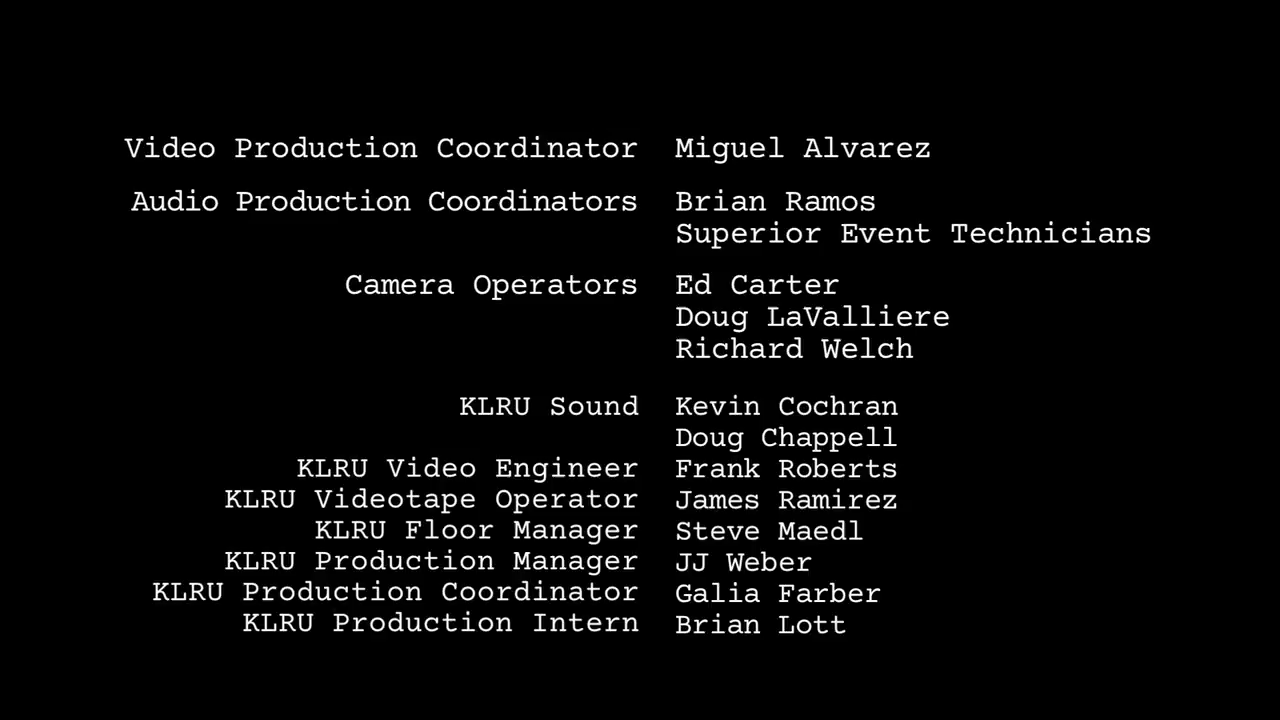 Video Production Coordinator Miguel Alvarez
Audio Production Coordinators Brian Ramos
Superior Event Technicians
Camera Operators Ed Carter
Doug LaValliere
Richard Welch
KLRU Sound Kevin Cochran
Doug Chappell
KLRU Video Engineer Frank Roberts
KLRU Videotape Operator James Ramirez
KLRU Floor Manager Steve Maedl
KLRU Production Manager JJ Weber
KLRU Production Coordinator Galia Farber
KLRU Production Intern Brian Lott